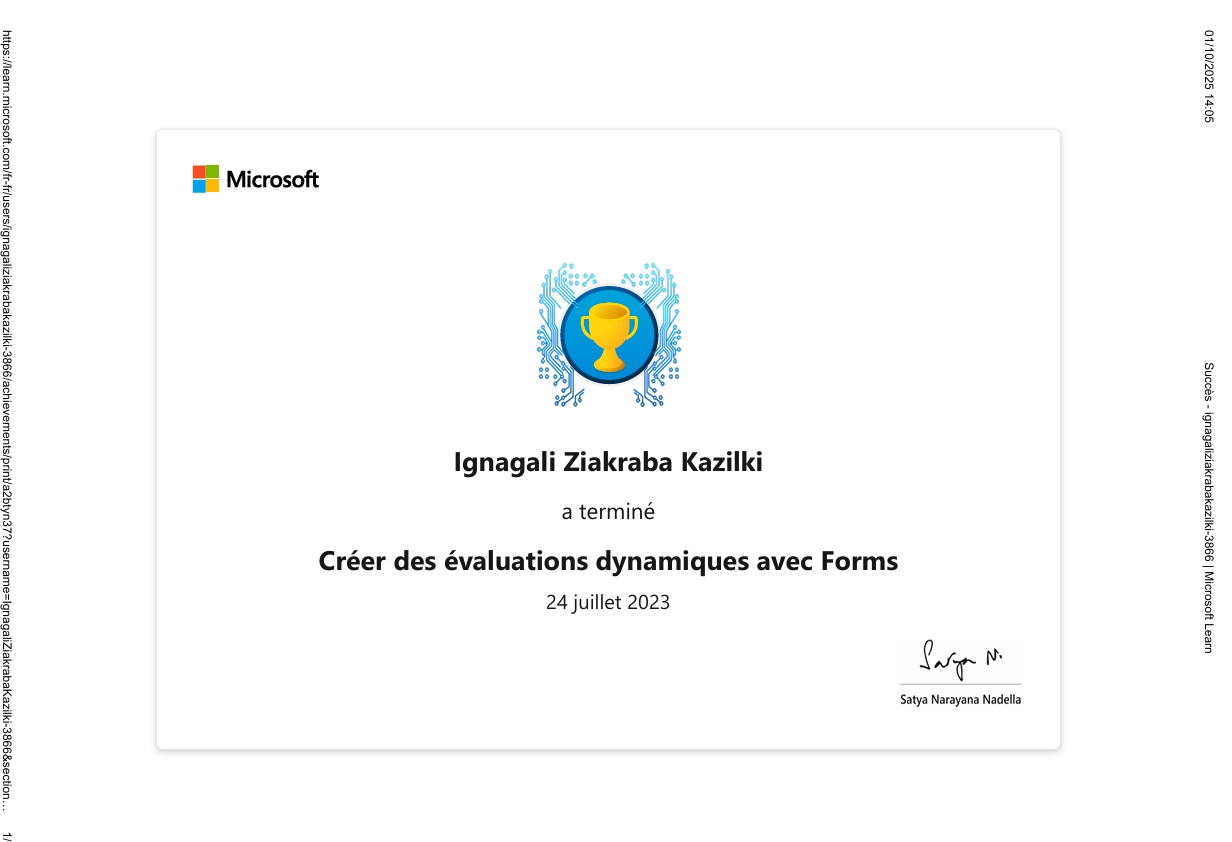 01/10/2025 14:05
Succès - ignagaliziakrabakazilki-3866 | Microsoft Learn
Microsoft
Ignagali Ziakraba Kazilki
a terminé
Créer des évaluations dynamiques avec Forms
24 juillet 2023
Satya N.
Satya Narayana Nadella
https://learn.microsoft.com/fr-fr/users/ignagaliziakrabakazilki-3866/achievements/print/a2btyn37?username=IgnagaliZiakrabaKazilki-3866&section… 1/